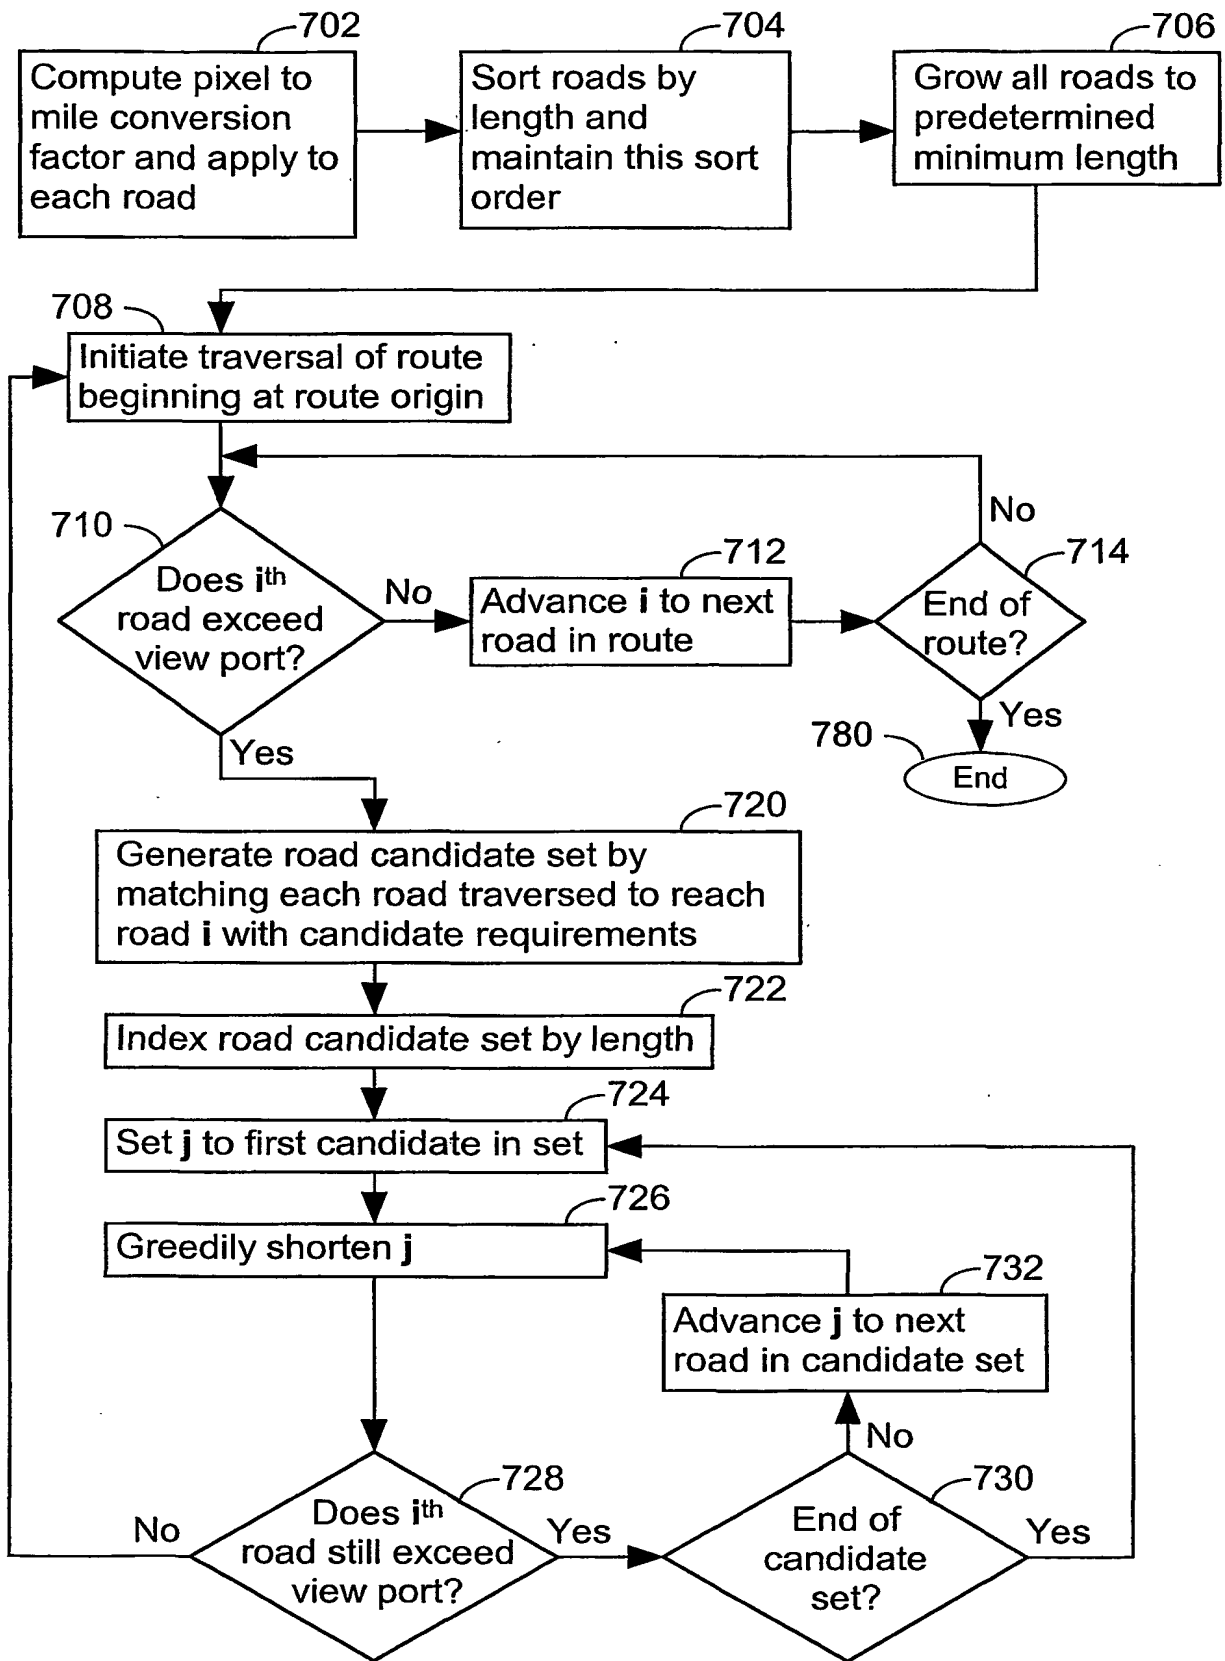 702
Compute pixel to
mile conversion
factor and apply to
each road
704
Sort roads by
length and
maintain this sort
order
706
Grow all roads to
predetermined
minimum length
708
Initiate traversal of route
beginning at route origin
710
Does ith
road exceed
view port?
No
Yes
712
Advance i to next
road in route
714
End of
route?
No
Yes
780
End
720
Generate road candidate set by
matching each road traversed to reach
road i with candidate requirements
722
Index road candidate set by length
724
Set j to first candidate in set
726
Greedily shorten j
732
Advance j to next
road in candidate set
728
Does ith
road still exceed
view port?
No
Yes
730
End of
candidate
set?
No
Yes